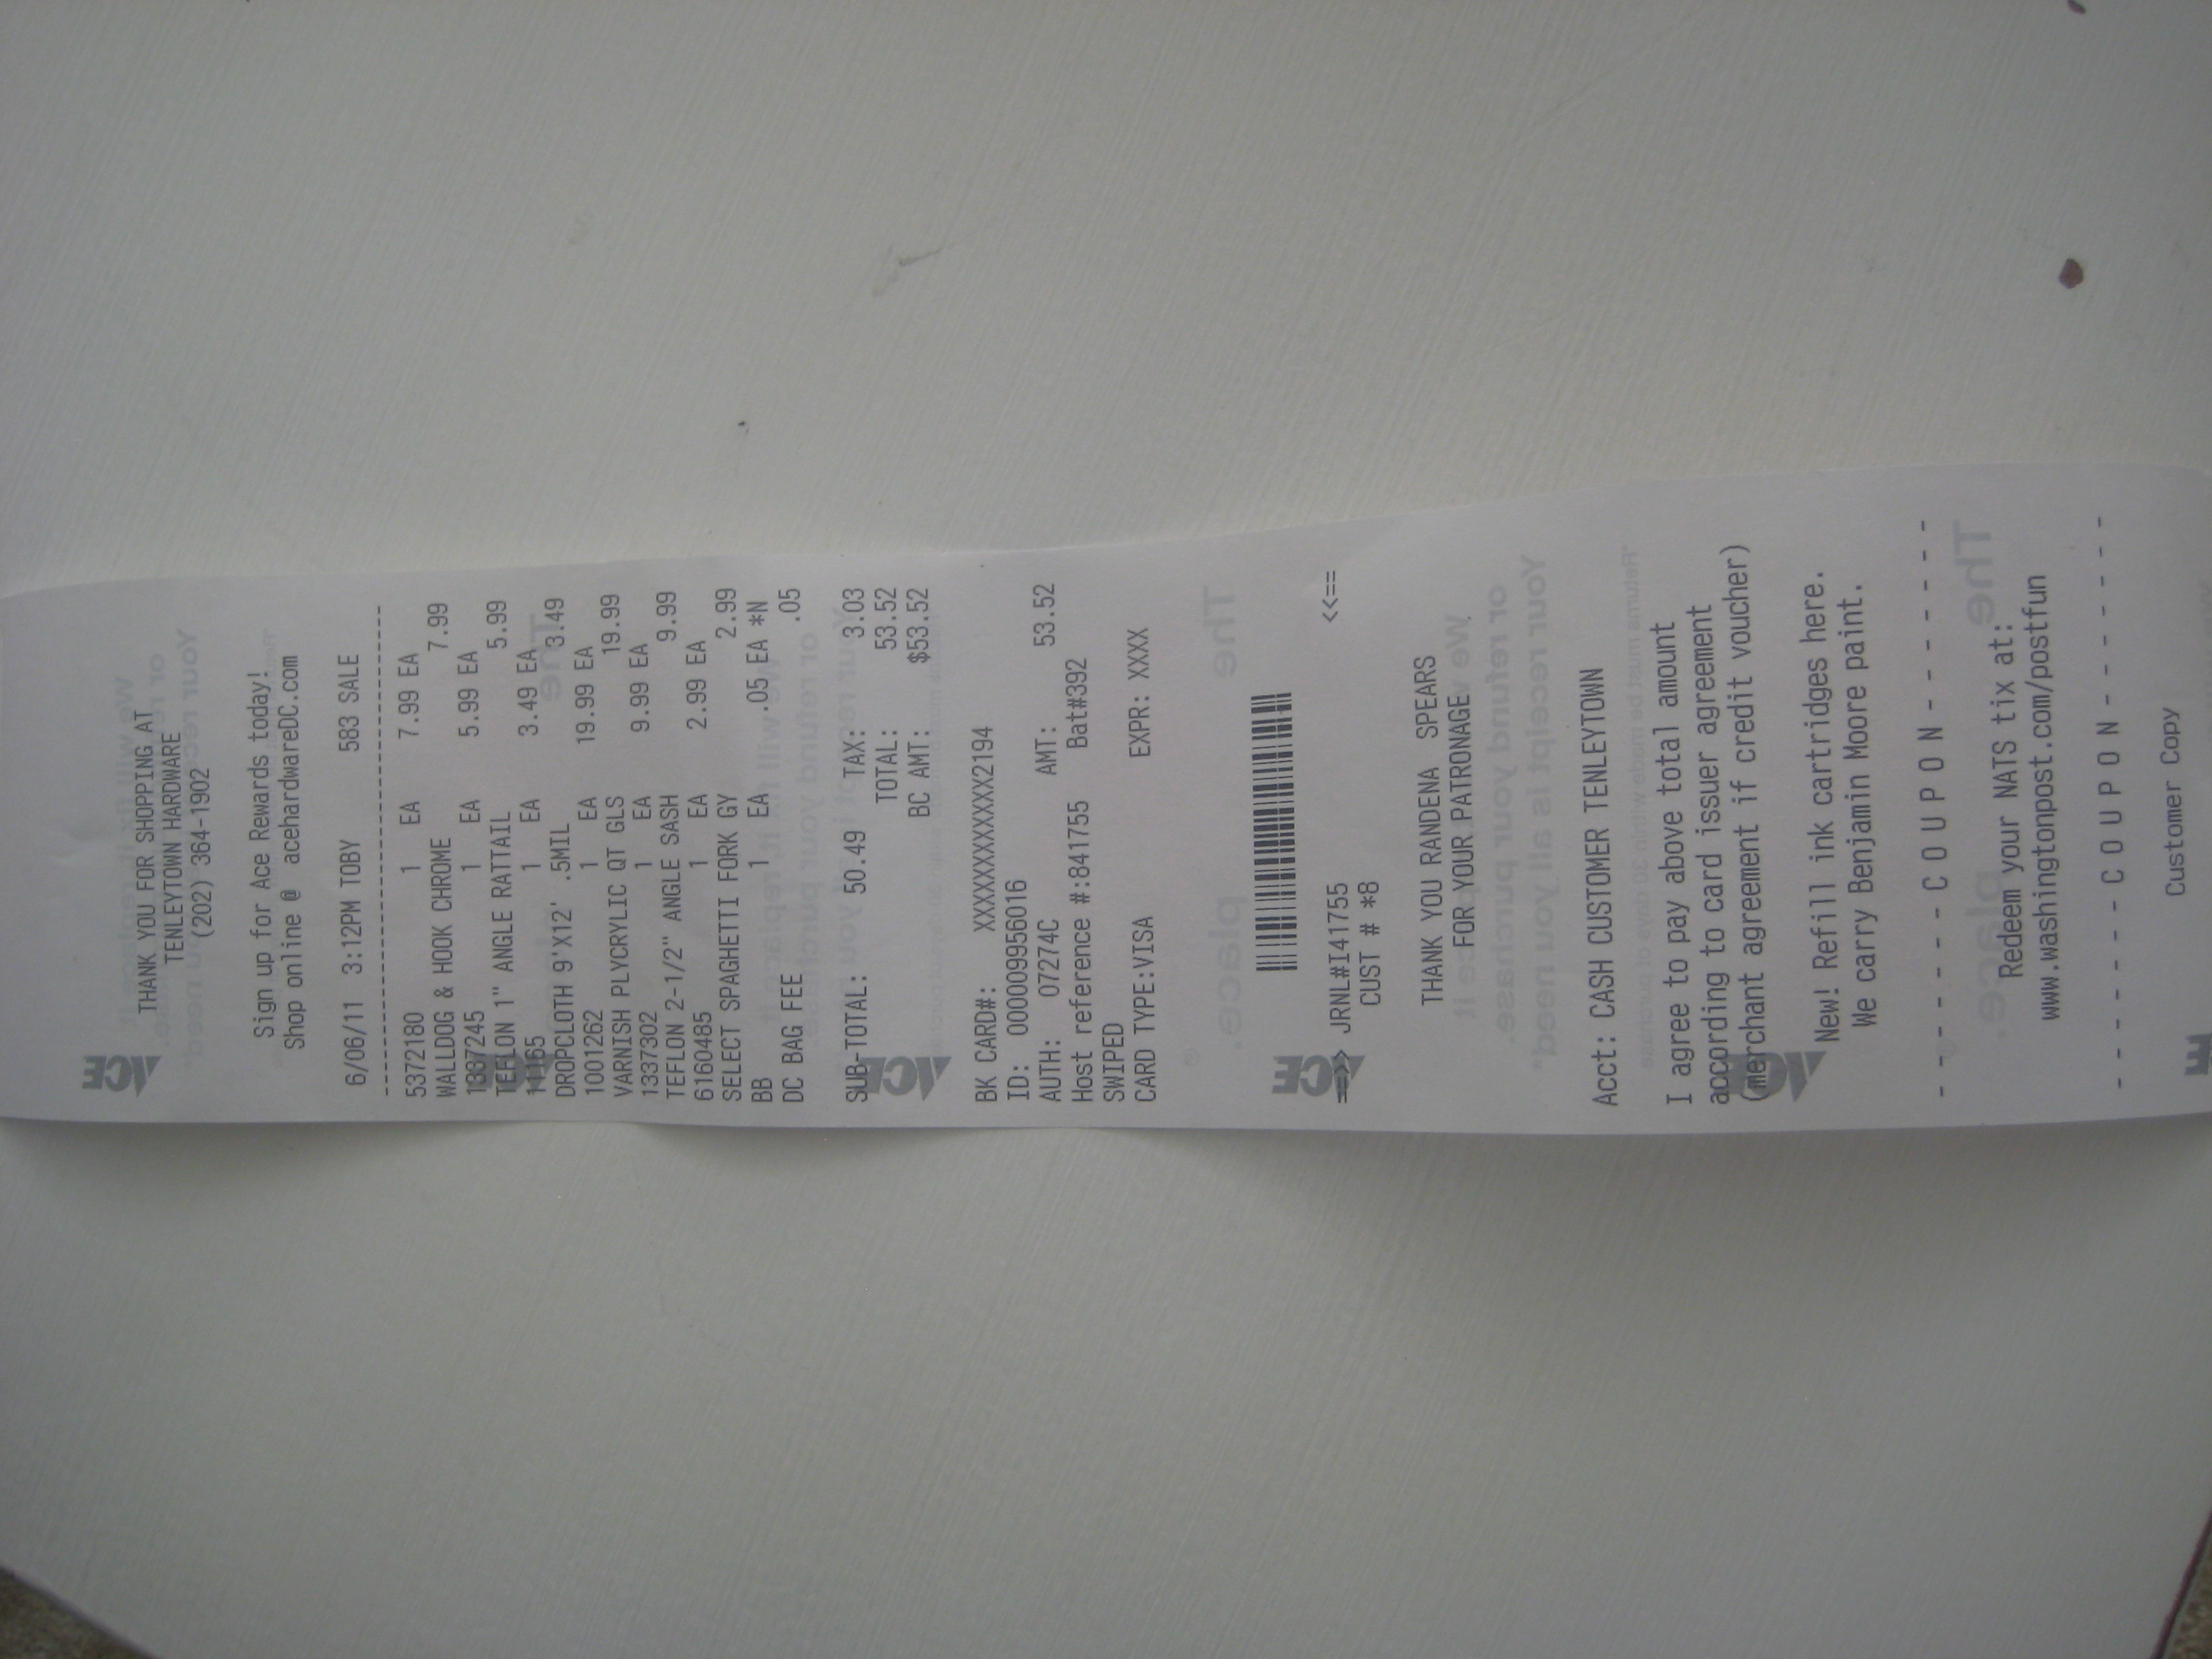 THANK YOU FOR SHOPPING AT
TENLEYTOWN HARDWARE
(202) 364-1902
Sign up for Ace Rewards today!
Shop online @ acehardwareDC.com
6/06/11 3:12PM TOBY 583 SALE
--------------------------------------
5372180 1 EA 7.99 EA
WALLDOG & HOOK CHROME 7.99
1337245 1 EA 5.99 EA
TEFLON 1" ANGLE RATTAIL 5.99
1 EA 3.49 EA
DROPCLOTH 9'X12' .5MIL 3.49
1001262 1 EA 19.99 EA
VARNISH PLYCRYLIC QT GLS 19.99
1337302 1 EA 9.99 EA
TEFLON 2-1/2" ANGLE SASH 9.99
6160485 1 EA 2.99 EA
SELECT SPAGHETTI FORK GY 2.99
BB 1 EA .05 EA *N
DC BAG FEE .05
SUB-TOTAL: 50.49 TAX: 3.03
TOTAL: 53.52
BC AMT: $53.52
BK CARD#: XXXXXXXXXXXX2194
ID: 000009956016
AUTH: 07274C AMT: 53.52
Host reference #:841755 Bat#392
SWIPED
CARD TYPE:VISA EXPR: XXXX
==>> JRNL#I41755 <<==
CUST # *8
THANK YOU RANDENA SPEARS
FOR YOUR PATRONAGE
Acct: CASH CUSTOMER TENLEYTOWN
I agree to pay above total amount
according to card issuer agreement
(merchant agreement if credit voucher)
New! Refill ink cartridges here.
We carry Benjamin Moore paint.
- - - - - - - C O U P O N - - - - - - -
Redeem your NATS tix at:
www.washingtonpost.com/postfun
- - - - - - - C O U P O N - - - - - - -
Customer Copy